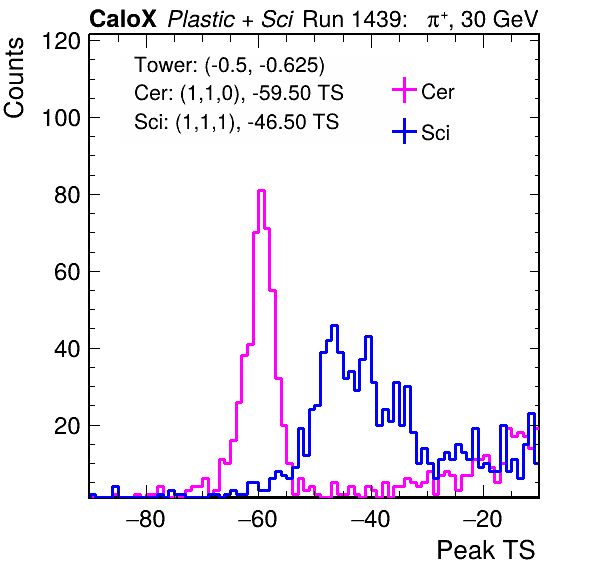 CaloX Plastic + Sci Run 1439: π+, 30 GeV
Counts
120
100
80
60
40
20
Tower: (-0.5, -0.625)
Cer: (1,1,0), -59.50 TS
Sci: (1,1,1), -46.50 TS
Cer
Sci
−80 −60 −40 −20
Peak TS